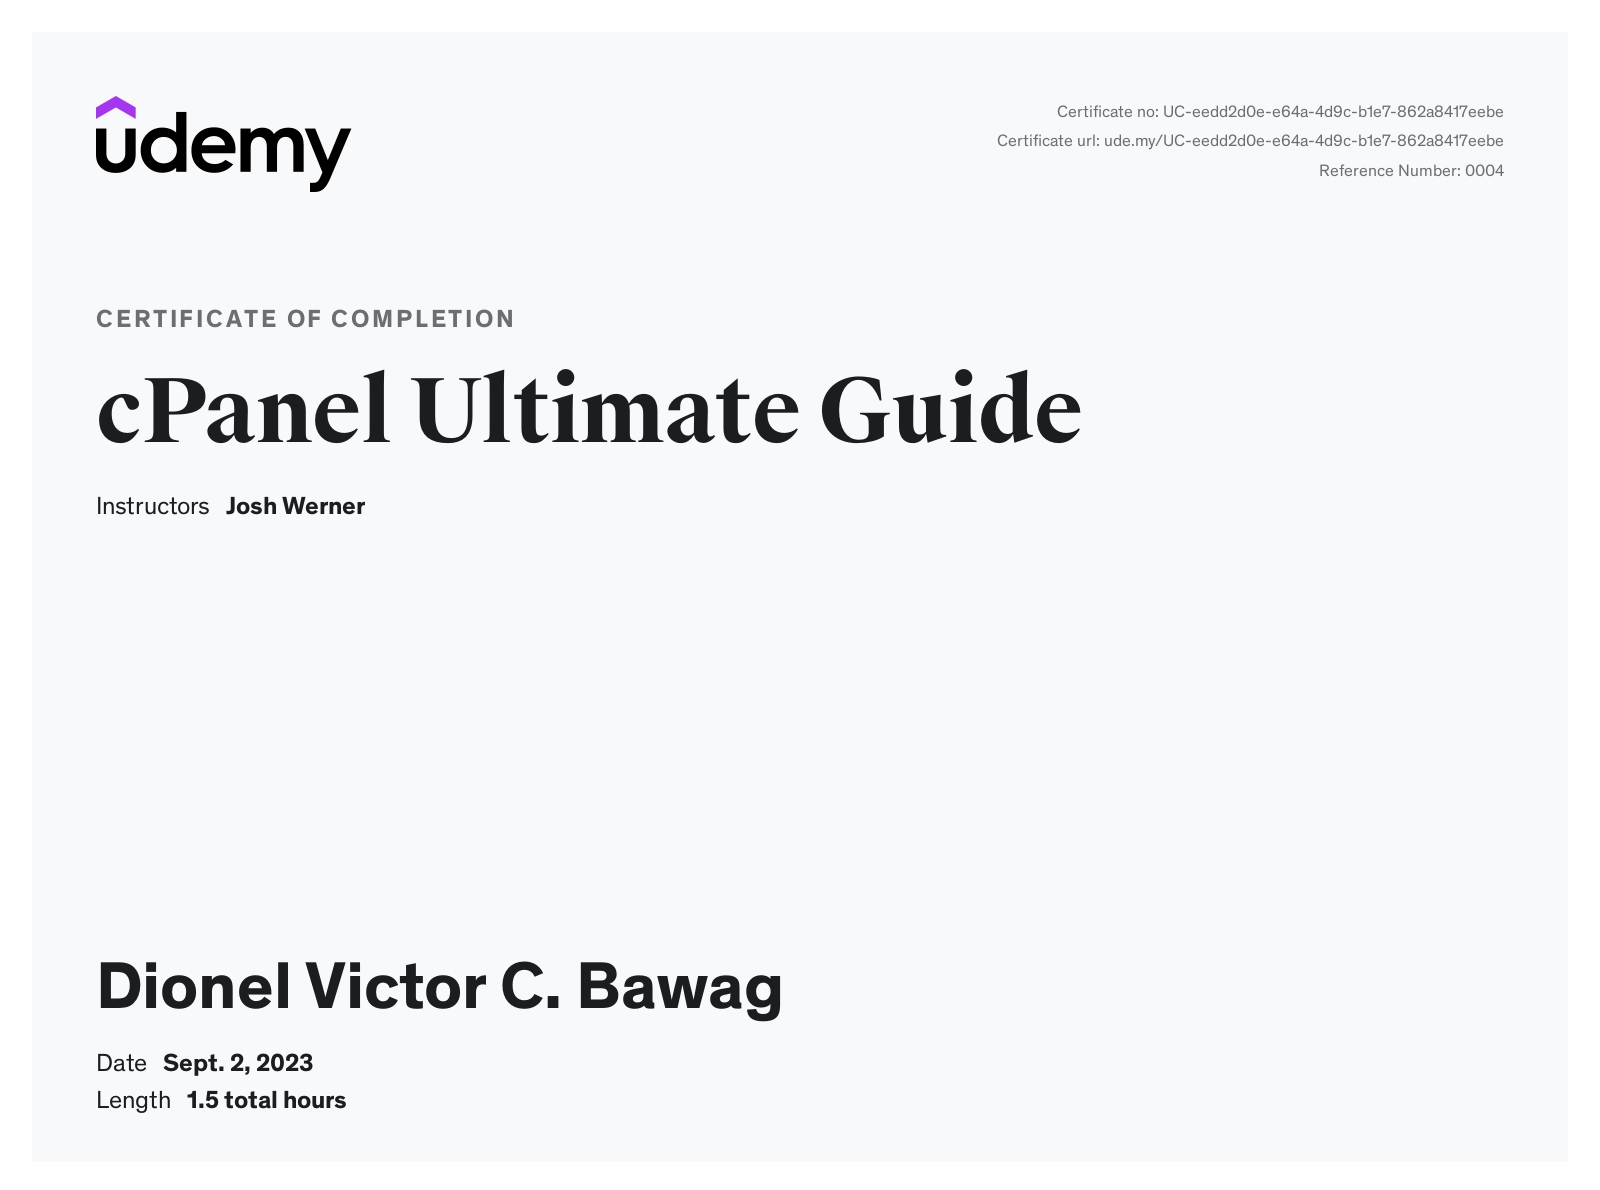 udemy
Certificate no: UC-eedd2d0e-e64a-4d9c-b1e7-862a8417eebe
Certificate url: ude.my/UC-eedd2d0e-e64a-4d9c-b1e7-862a8417eebe
Reference Number: 0004
CERTIFICATE OF COMPLETION
cPanel Ultimate Guide
Instructors Josh Werner
Dionel Victor C. Bawag
Date Sept. 2, 2023
Length 1.5 total hours